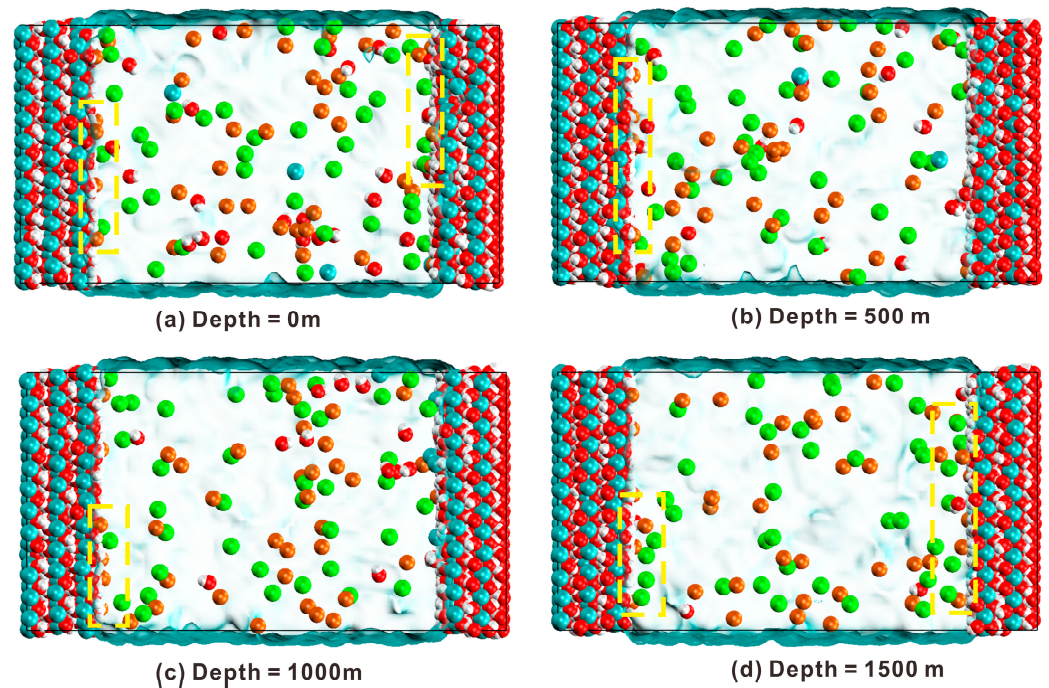 (a) Depth = 0m
(b) Depth = 500 m
(c) Depth = 1000m
(d) Depth = 1500 m